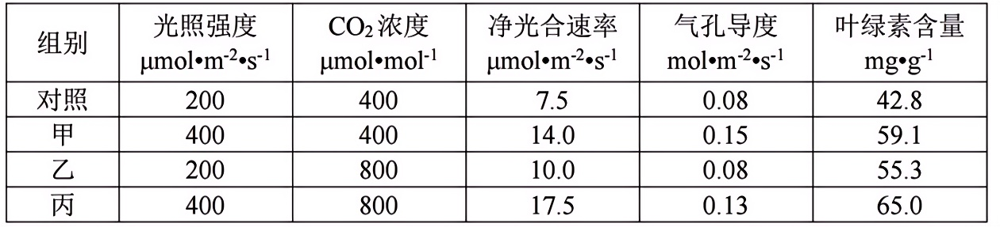 组别 光照强度 μmol•m-2•s-1 CO2浓度 μmol•mol-1 净光合速率 μmol•m-2•s-1 气孔导度 mol•m-2•s-1 叶绿素含量 mg•g-1
对照 200 400 7.5 0.08 42.8
甲 400 400 14.0 0.15 59.1
乙 200 800 10.0 0.08 55.3
丙 400 800 17.5 0.13 65.0